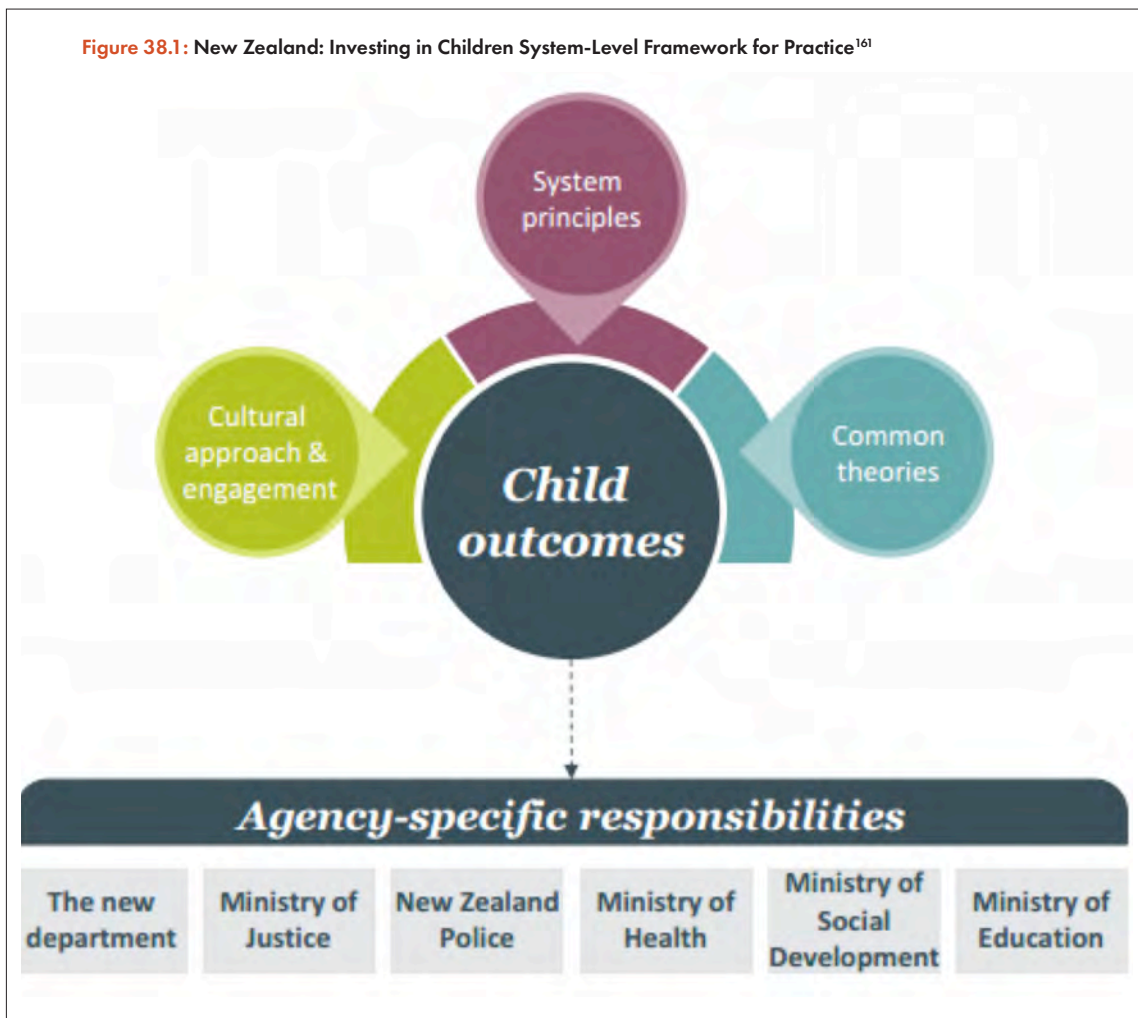 Figure 38.1: New Zealand: Investing in Children System-Level Framework for Practice161
System
principles
Cultural
approach &
engagement
Common
theories
Child
outcomes
Agency-specific responsibilities
The new
department
Ministry of
Justice
New Zealand
Police
Ministry of
Health
Ministry of
Social
Development
Ministry of
Education